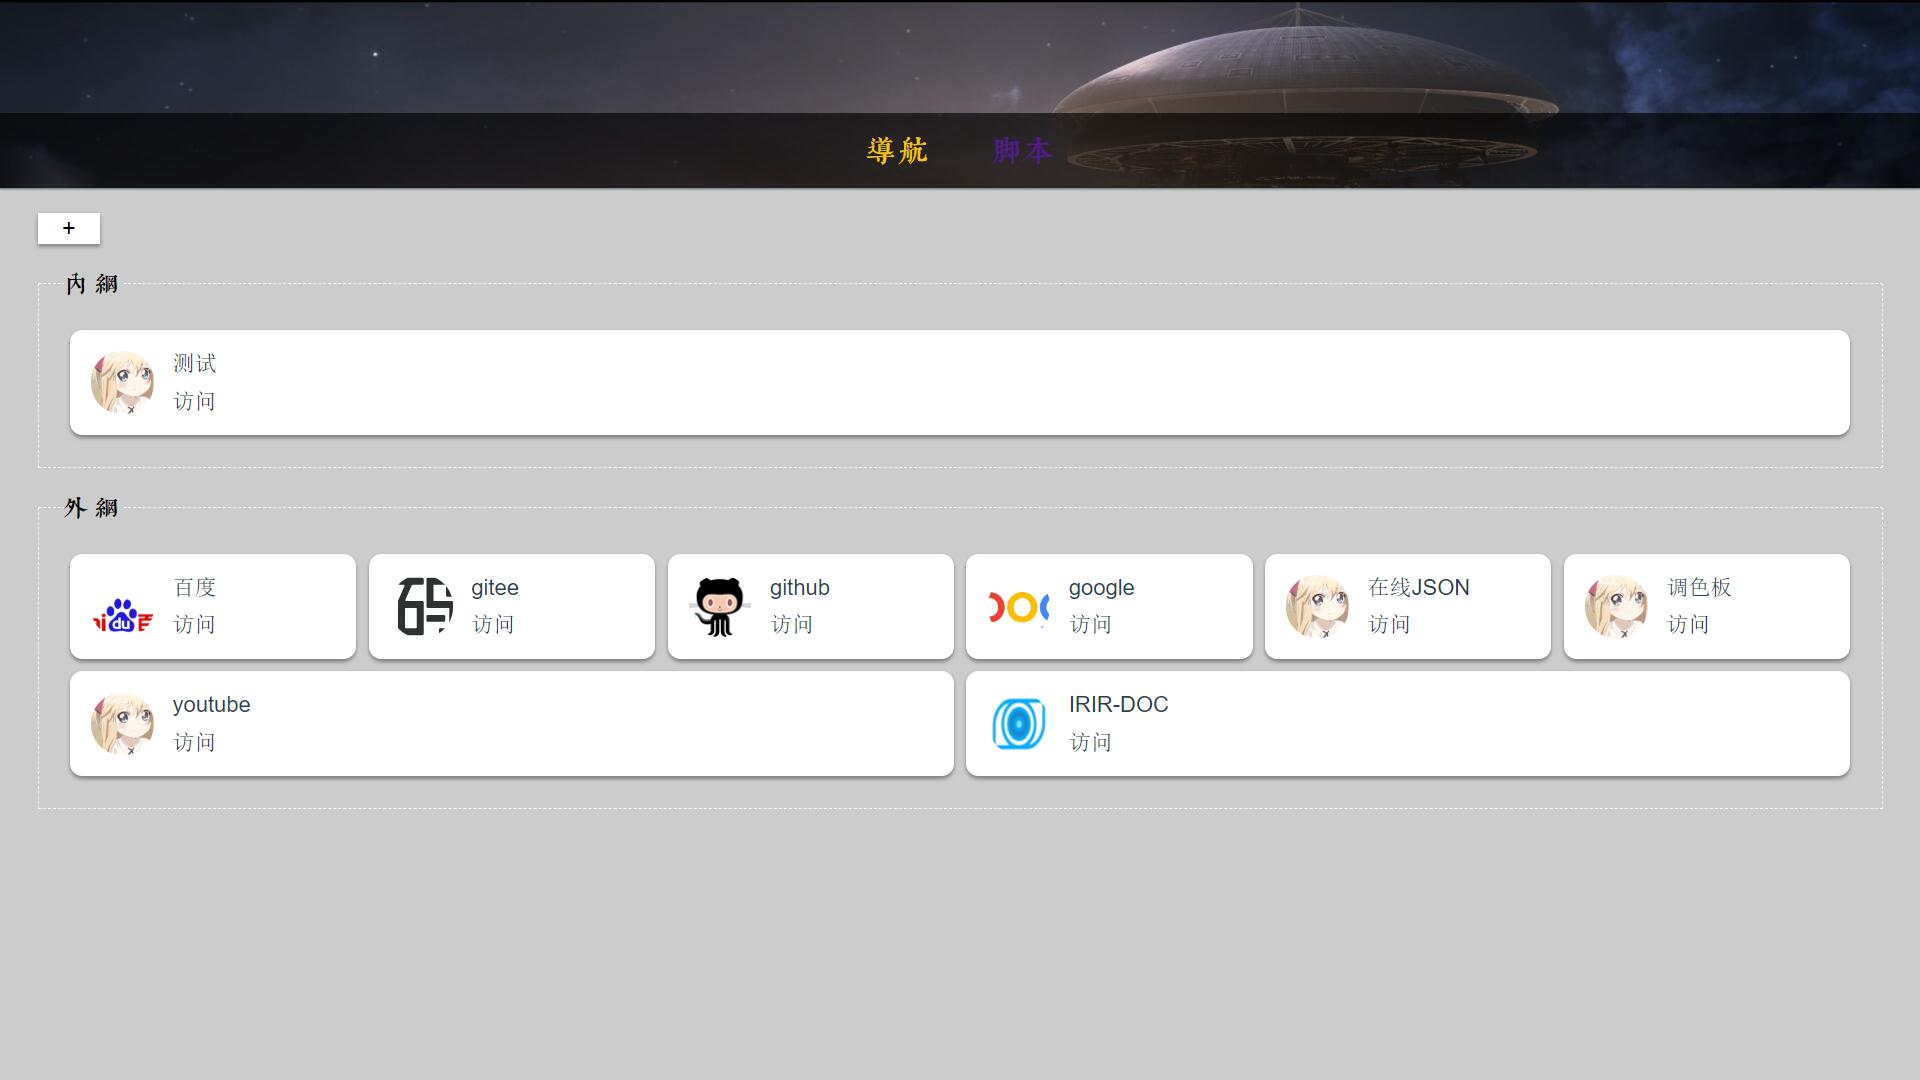 導航 脚本
+
內網
测试
访问
外網
百度
访问
gitee
访问
github
访问
google
访问
在线JSON
访问
调色板
访问
youtube
访问
IRIR-DOC
访问